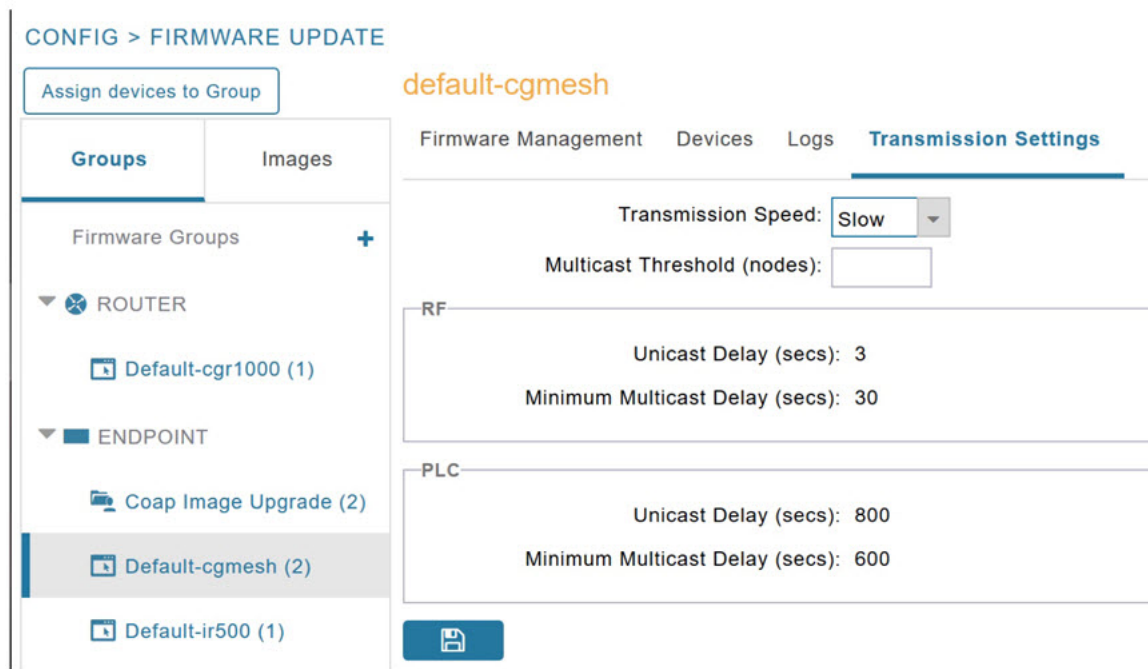 CONFIG > FIRMWARE UPDATE
Assign devices to Group
Groups
Images
Firmware Groups +
ROUTER
Default-cgr1000 (1)
ENDPOINT
Coap Image Upgrade (2)
Default-cgmesh (2)
Default-ir500 (1)
default-cgmesh
Firmware Management Devices Logs Transmission Settings
Transmission Speed: Slow
Multicast Threshold (nodes):
RF
Unicast Delay (secs): 3
Minimum Multicast Delay (secs): 30
PLC
Unicast Delay (secs): 800
Minimum Multicast Delay (secs): 600